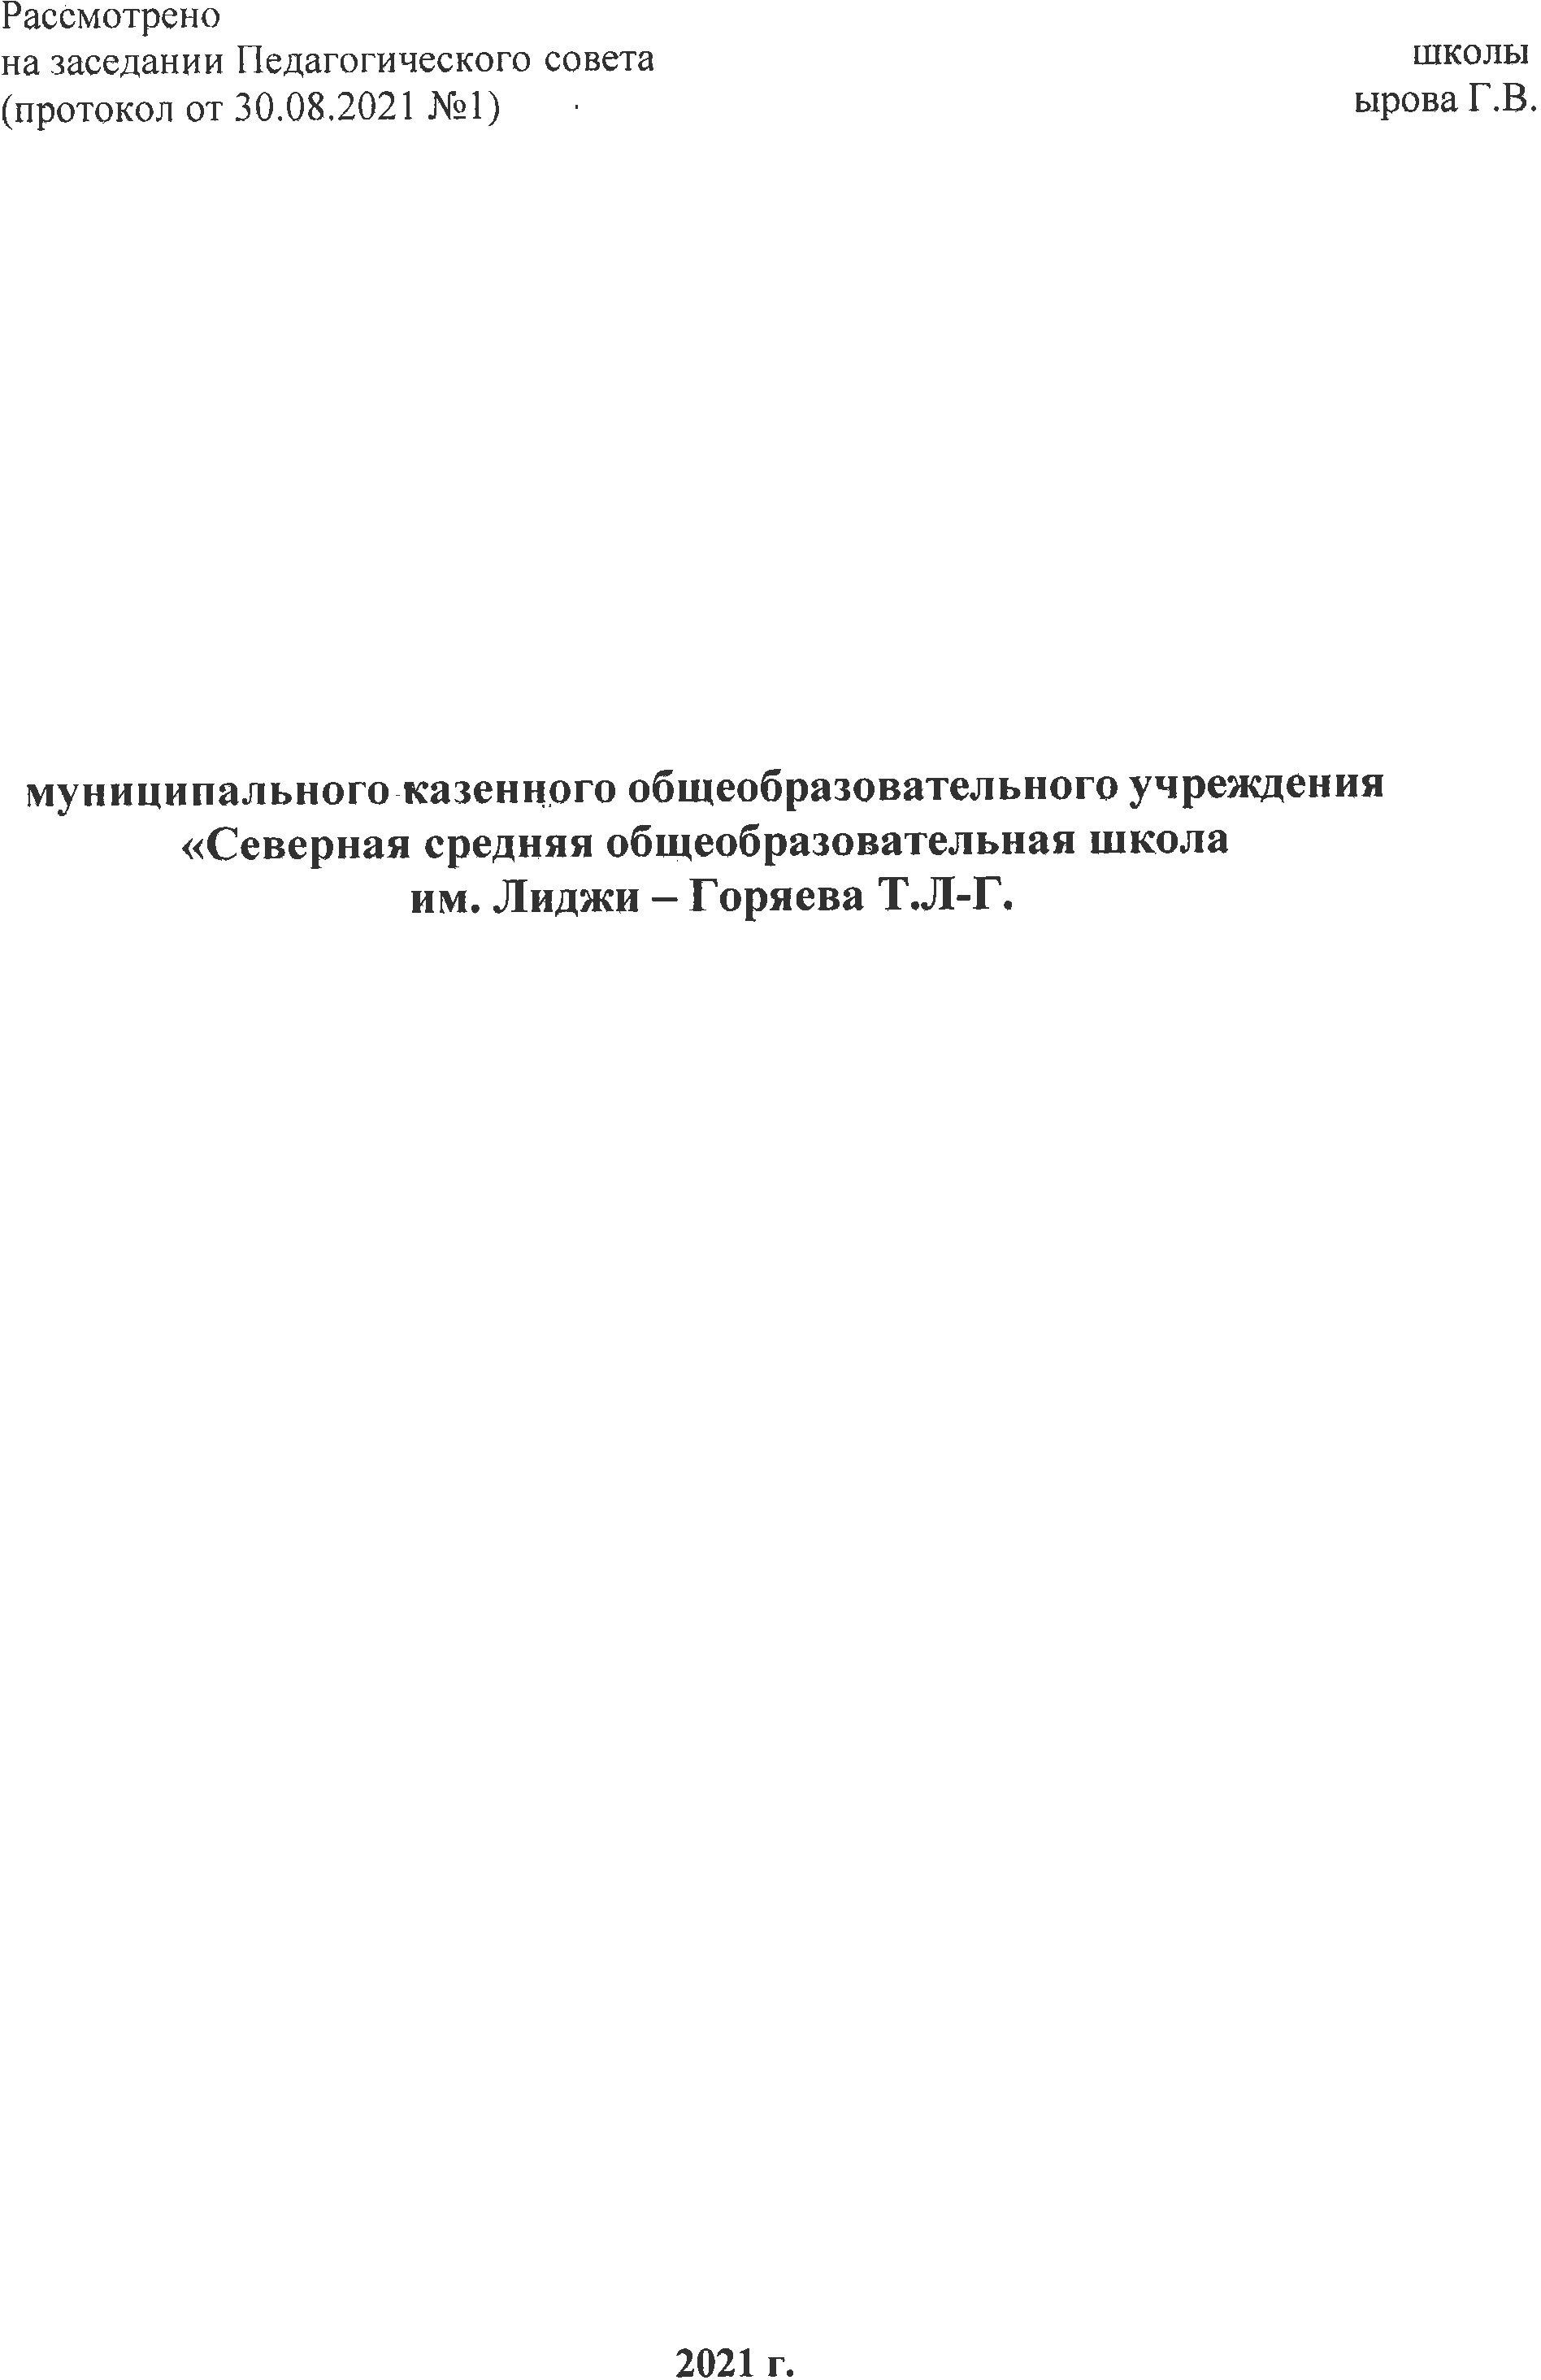 Рассмотрено
на заседании Педагогического совета
(протокол от 30.08.2021 №1)
школы
ырова Г.В.
муниципального казенного общеобразовательного учреждения
«Северная средняя общеобразовательная школа
им. Лиджи – Горяева Т.Л-Г.
2021 г.